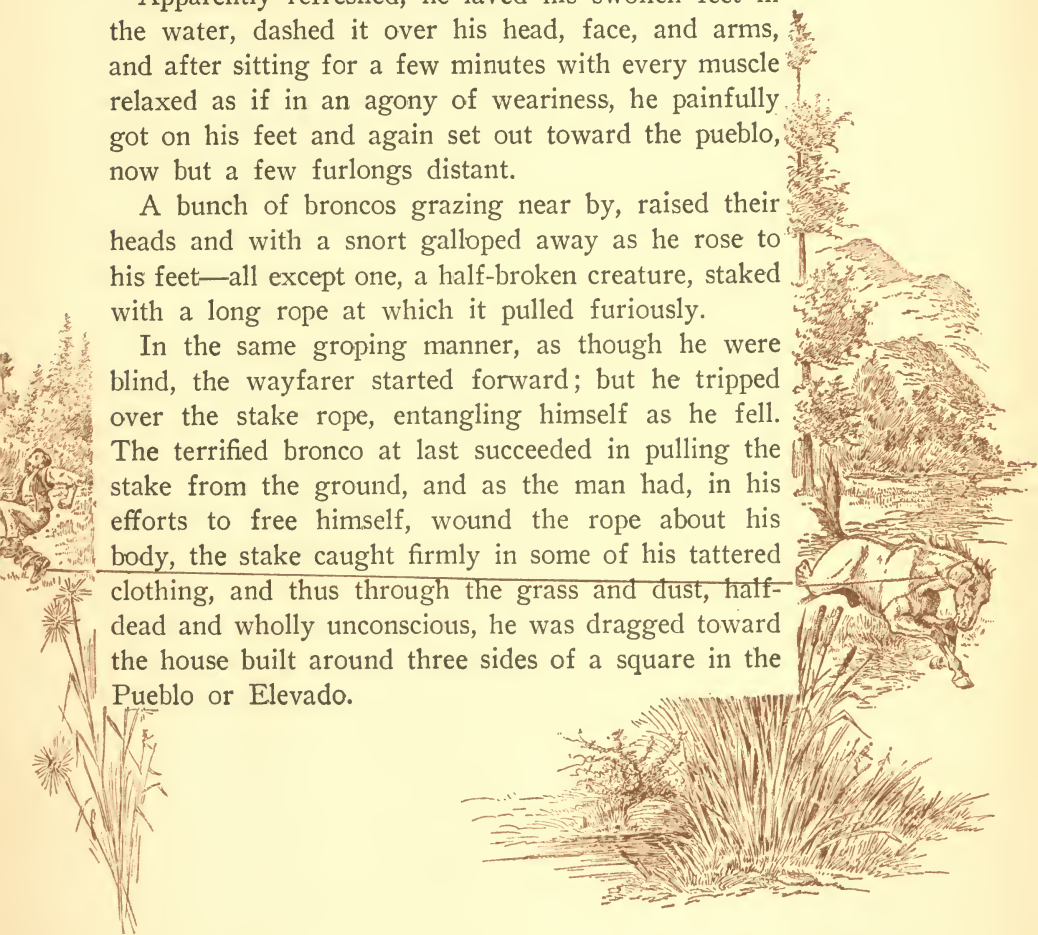 Apparently refreshed, he laved his swollen feet in
the water, dashed it over his head, face, and arms,
and after sitting for a few minutes with every muscle
relaxed as if in an agony of weariness, he painfully
got on his feet and again set out toward the pueblo,
now but a few furlongs distant.
A bunch of broncos grazing near by, raised their
heads and with a snort galloped away as he rose to
his feet—all except one, a half-broken creature, staked
with a long rope at which it pulled furiously.
In the same groping manner, as though he were
blind, the wayfarer started forward; but he tripped
over the stake rope, entangling himself as he fell.
The terrified bronco at last succeeded in pulling the
stake from the ground, and as the man had, in his
efforts to free himself, wound the rope about his
body, the stake caught firmly in some of his tattered
clothing, and thus through the grass and dust, half-
dead and wholly unconscious, he was dragged toward
the house built around three sides of a square in the
Pueblo or Elevado.